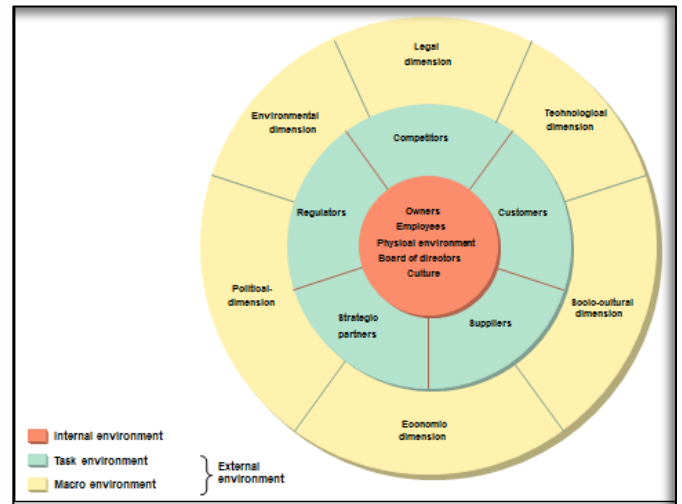 Legal
dimension
Environmental
dimension
Technological
dimension
Competitors
Regulators
Customers
Owners
Employees
Physical environment
Board of directors
Culture
Political-
dimension
Socio-cultural
dimension
Strategic
partners
Suppliers
Economic
dimension
Internal environment
Task environment
Macro environment
External
environment